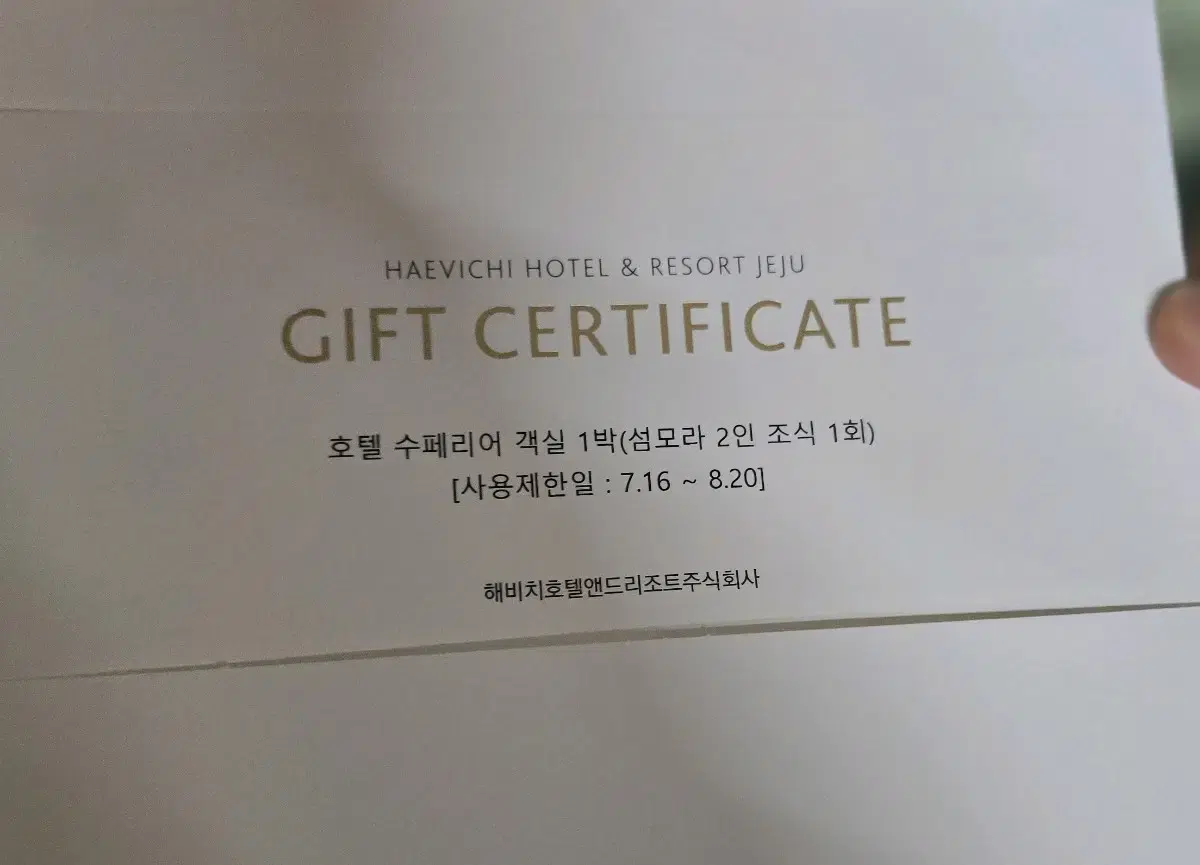 HAEVICHI HOTEL & RESORT JEJU
GIFT CERTIFICATE
호텔 수페리어 객실 1박(섬모라 2인 조식 1회)
[사용제한일 : 7.16 ~ 8.20]
해비치호텔앤드리조트주식회사